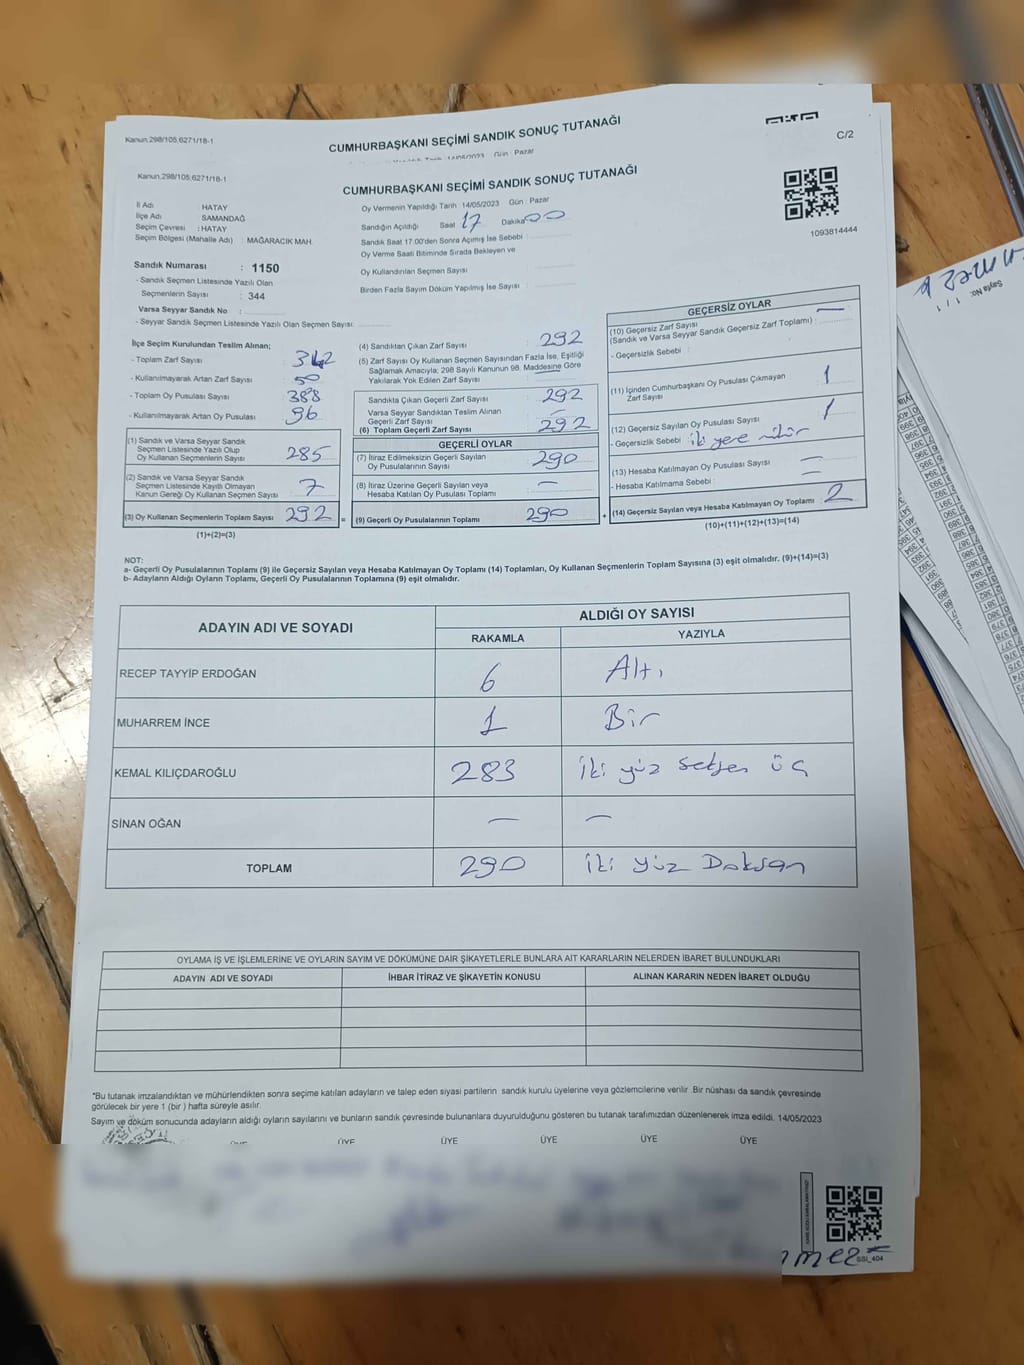 Kanun.298/105,6271/18-1
CUMHURBAŞKANI SEÇİMİ SANDIK SONUÇ TUTANAĞI
14/05/2023 Gün : Pazar
C/2
Kanun.298/105,6271/18-1
CUMHURBAŞKANI SEÇİMİ SANDIK SONUÇ TUTANAĞI
1093814444
İl Adı : HATAY
İlçe Adı : SAMANDAĞ
Seçim Çevresi : HATAY
Seçim Bölgesi (Mahalle Adı) : MAĞARACIK MAH.
Oy Vermenin Yapıldığı Tarih : 14/05/2023 Gün : Pazar
Sandığın Açıldığı Saat 17 Dakika 00
Sandık Saat 17.00'den Sonra Açmış İse Sebebi :
Oy Verme Saati Bitiminde Sırada Bekleyen ve
Oy Kullandırılan Seçmen Sayısı
Birden Fazla Sayım Döküm Yapılmış İse Sayısı :
Sandık Numarası : 1150
- Sandık Seçmen Listesinde Yazılı Olan
Seçmenlerin Sayısı : 344
Varsa Seyyar Sandık No :
- Seyyar Sandık Seçmen Listesinde Yazılı Olan Seçmen Sayısı:
İlçe Seçim Kurulundan Teslim Alınan;
- Toplam Zarf Sayısı : 342
- Kullanılmayarak Artan Zarf Sayısı : 50
- Toplam Oy Pusulası Sayısı : 388
- Kullanılmayarak Artan Oy Pusulası : 96
(1) Sandık ve Varsa Seyyar Sandık
Seçmen Listesinde Yazılı Olup
Oy Kullanan Seçmenlerin Sayısı 285
(2) Sandık ve Varsa Seyyar Sandık
Seçmen Listesinde Kayıtlı Olmayan
Kanun Gereği Oy Kullanan Seçmen Sayısı 7
(3) Oy Kullanan Seçmenlerin Toplam Sayısı 292 =
(1)+(2)=(3)
(4) Sandıktan Çıkan Zarf Sayısı 292
(5) Zarf Sayısı Oy Kullanan Seçmen Sayısından Fazla İse, Eşitliği
Sağlamak Amacıyla; 298 Sayılı Kanunun 98. Maddesine Göre
Yakılarak Yok Edilen Zarf Sayısı
Sandıkta Çıkan Geçerli Zarf Sayısı 292
Varsa Seyyar Sandıktan Teslim Alınan
Geçerli Zarf Sayısı —
(6) Toplam Geçerli Zarf Sayısı 292
GEÇERLİ OYLAR
(7) İtiraz Edilmeksizin Geçerli Sayılan
Oy Pusulalarının Sayısı 290
(8) İtiraz Üzerine Geçerli Sayılan veya
Hesaba Katılan Oy Pusulası Toplamı —
(9) Geçerli Oy Pusulalarının Toplamı 290 +
GEÇERSİZ OYLAR
(10) Geçersiz Zarf Sayısı —
(Sandık ve Varsa Seyyar Sandık Geçersiz Zarf Toplamı) :
- Geçersizlik Sebebi :
(11) İçinden Cumhurbaşkanı Oy Pusulası Çıkmayan
Zarf Sayısı 1
(12) Geçersiz Sayılan Oy Pusulası Sayısı 1
- Geçersizlik Sebebi : iki yere mühür
(13) Hesaba Katılmayan Oy Pusulası Sayısı —
- Hesaba Katılmama Sebebi : —
(14) Geçersiz Sayılan veya Hesaba Katılmayan Oy Toplamı 2
(10)+(11)+(12)+(13)=(14)
NOT:
a- Geçerli Oy Pusulalarının Toplamı (9) ile Geçersiz Sayılan veya Hesaba Katılmayan Oy Toplamı (14) Toplamları, Oy Kullanan Seçmenlerin Toplam Sayısına (3) eşit olmalıdır. (9)+(14)=(3)
b- Adayların Aldığı Oyların Toplamı, Geçerli Oy Pusulalarının Toplamına (9) eşit olmalıdır.
ADAYIN ADI VE SOYADI ALDIĞI OY SAYISI
RAKAMLA YAZIYLA
RECEP TAYYİP ERDOĞAN 6 Altı
MUHARREM İNCE 1 Bir
KEMAL KILIÇDAROĞLU 283 iki yüz seksen üç
SİNAN OĞAN — —
TOPLAM 290 iki yüz Doksan
OYLAMA İŞ VE İŞLEMLERİNE VE OYLARIN SAYIM VE DÖKÜMÜNE DAİR ŞİKAYETLERLE BUNLARA AİT KARARLARIN NELERDEN İBARET BULUNDUKLARI
ADAYIN ADI VE SOYADI İHBAR İTİRAZ VE ŞİKAYETİN KONUSU ALINAN KARARIN NEDEN İBARET OLDUĞU
"Bu tutanak imzalandıktan ve mühürlendikten sonra seçime katılan adayların ve talep eden siyasi partilerin sandık kurulu üyelerine veya gözlemcilerine verilir. Bir nüshası da sandık çevresinde
görülecek bir yere 1 (bir) hafta süreyle asılır.
Sayım ve döküm sonucunda adayların aldığı oyların sayılarını ve bunların sandık çevresinde bulunanlara duyurulduğunu gösteren bu tutanak tarafımızdan düzenlenerek imza edildi. 14/05/2023
ÜYE ÜYE ÜYE ÜYE ÜYE ÜYE
SSI_404
Sayfa No: